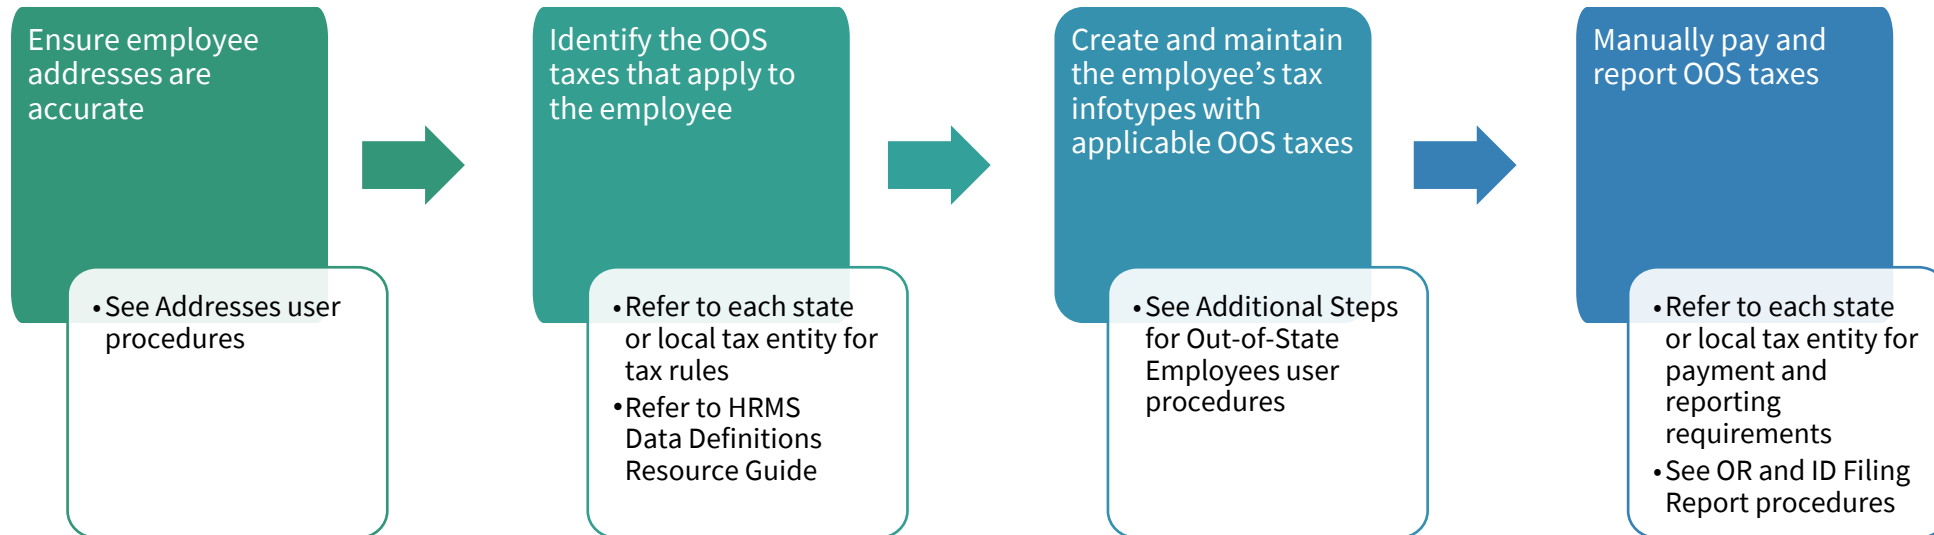 Ensure employee
addresses are
accurate
• See Addresses user
procedures
Identify the OOS
taxes that apply to
the employee
• Refer to each state
or local tax entity for
tax rules
• Refer to HRMS
Data Definitions
Resource Guide
Create and maintain
the employee’s tax
infotypes with
applicable OOS taxes
• See Additional Steps
for Out-of-State
Employees user
procedures
Manually pay and
report OOS taxes
• Refer to each state
or local tax entity for
payment and
reporting
requirements
• See OR and ID Filing
Report procedures